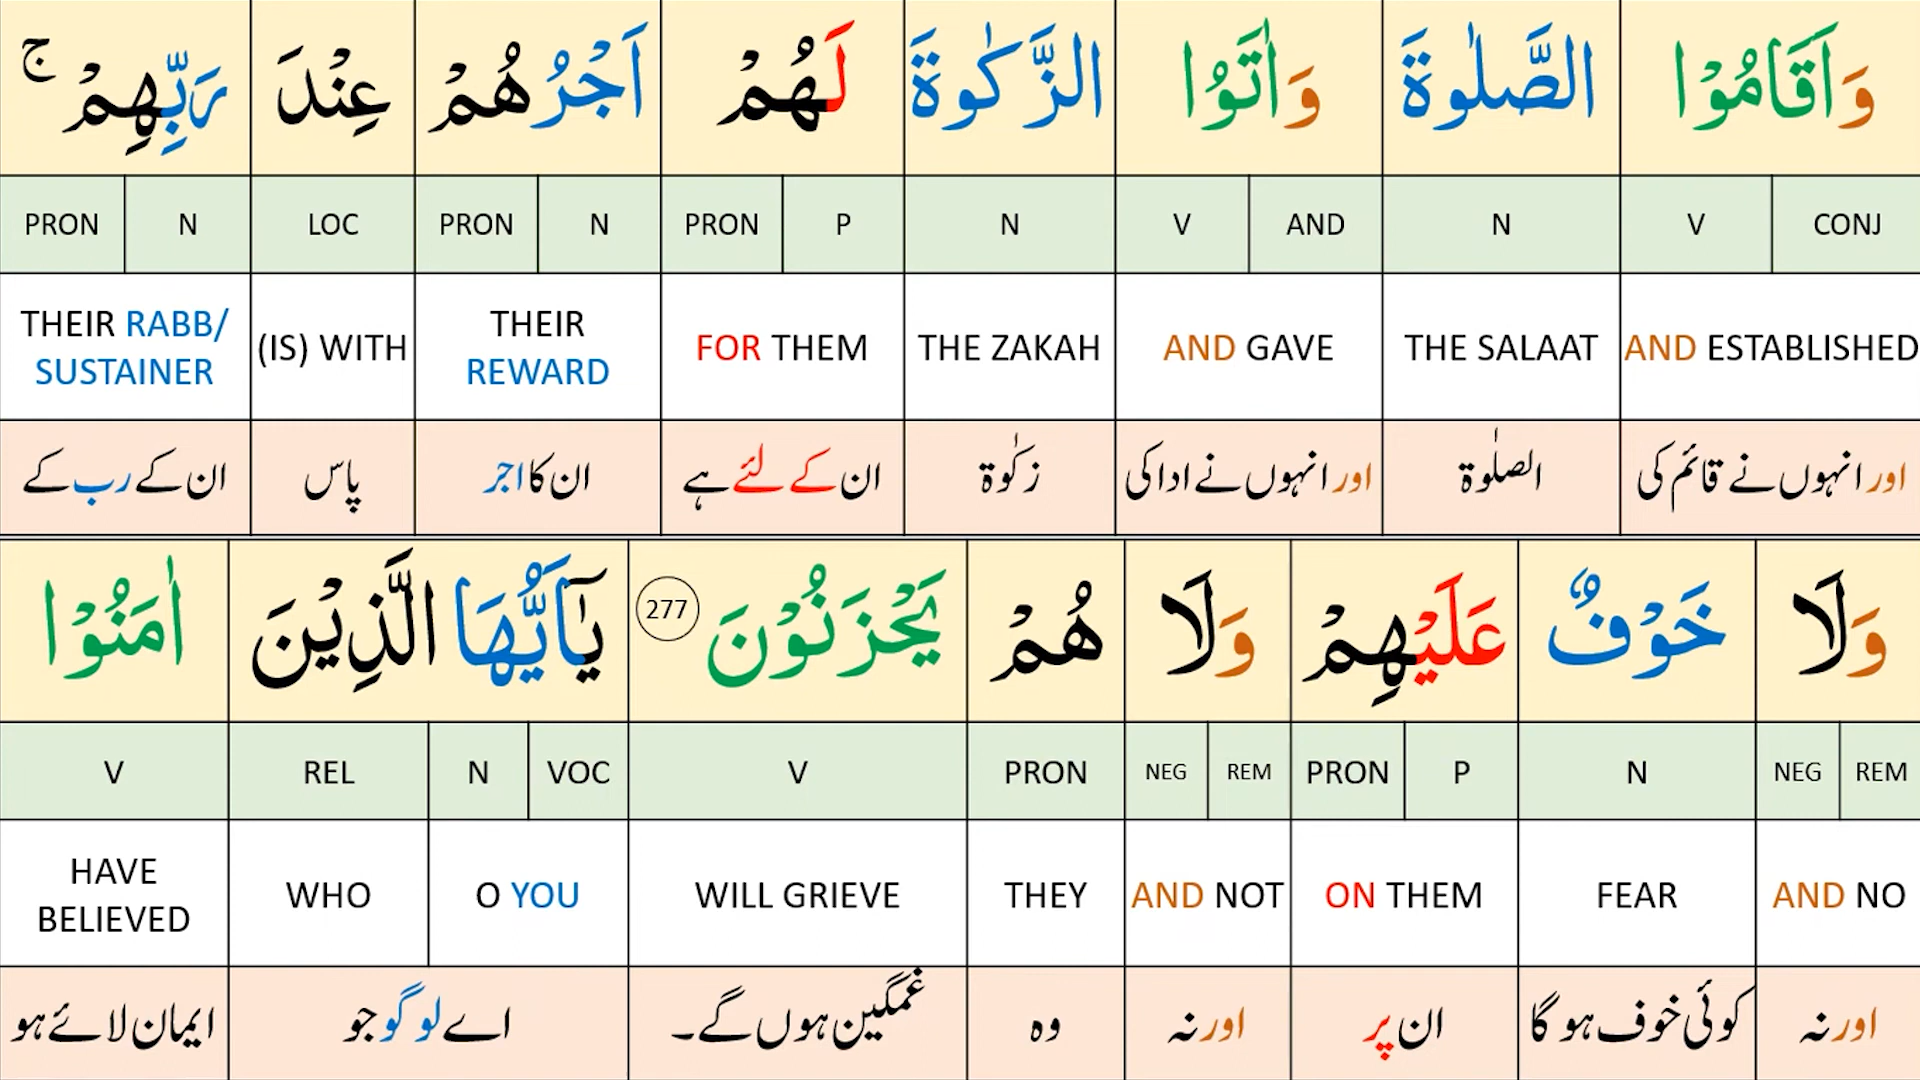 وَاَقَامُوْا الصَّلٰوةَ وَاٰتَوُا الزَّكٰوةَ لَهُمْ اَجْرُهُمْ عِنْدَ رَبِّهِمْ ۚ
CONJ V N AND V N P PRON N PRON LOC N PRON
AND ESTABLISHED THE SALAAT AND GAVE THE ZAKAH FOR THEM THEIR REWARD (IS) WITH THEIR RABB/ SUSTAINER
اور انہوں نے قائم کی الصلٰوۃ اور انہوں نے ادا کی زکٰوۃ ان کے لئے ہے ان کا اجر پاس ان کے رب کے
وَلَا خَوْفٌ عَلَيْهِمْ وَلَا هُمْ يَحْزَنُوْنَ 277 يٰٓاَيُّهَا الَّذِيْنَ اٰمَنُوْا
REM NEG N P PRON REM NEG PRON V VOC N REL V
AND NO FEAR ON THEM AND NOT THEY WILL GRIEVE O YOU WHO HAVE BELIEVED
اور نہ کوئی خوف ہو گا ان پر اور نہ وہ غمگین ہوں گے۔ اے لوگو جو ایمان لائے ہو